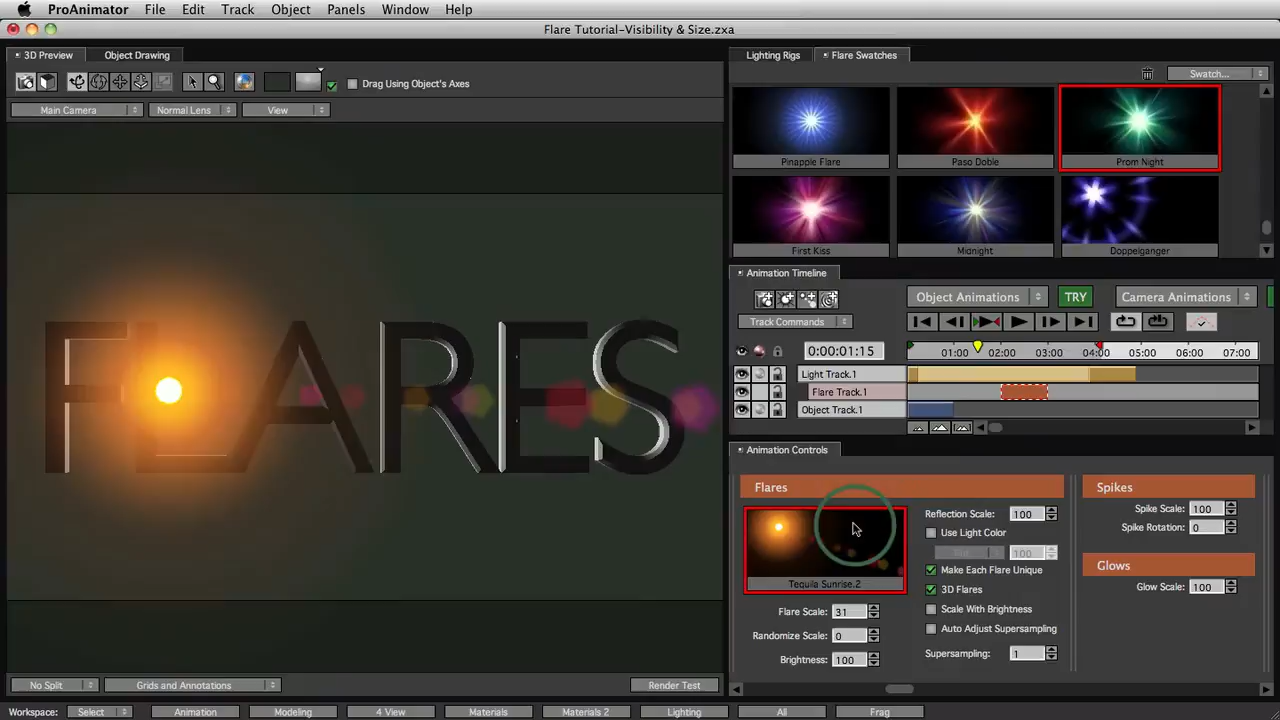 ProAnimator File Edit Track Object Panels Window Help
Flare Tutorial-Visibility & Size.zxa
3D Preview Object Drawing
Drag Using Object's Axes
Main Camera Normal Lens View
FLARES
No Split Grids and Annotations Render Test
Lighting Rigs Flare Swatches
Swatch...
Pinapple Flare Paso Doble Prom Night
First Kiss Midnight Doppelganger
Animation Timeline
Object Animations TRY Camera Animations
Track Commands
0:00:01:15 01:00 02:00 03:00 04:00 05:00 06:00 07:00
Light Track.1
Flare Track.1
Object Track.1
Animation Controls
Flares
Tequila Sunrise.2
Flare Scale: 31
Randomize Scale: 0
Brightness: 100
Reflection Scale: 100
Use Light Color
100
Make Each Flare Unique
3D Flares
Scale With Brightness
Auto Adjust Supersampling
Supersampling: 1
Spikes
Spike Scale: 100
Spike Rotation: 0
Glows
Glow Scale: 100
Workspace: Select Animation Modeling 4 View Materials Materials 2 Lighting All Frag